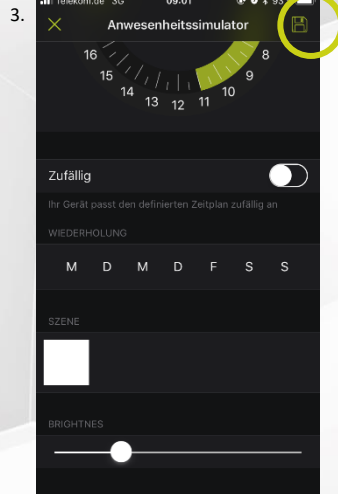 3.
Telekom.de 3G 09:01 93
Anwesenheitssimulator
16 8
15 9
14 10
13 12 11
Zufällig
Ihr Gerät passt den definierten Zeitplan zufällig an
WIEDERHOLUNG
M D M D F S S
SZENE
BRIGHTNES